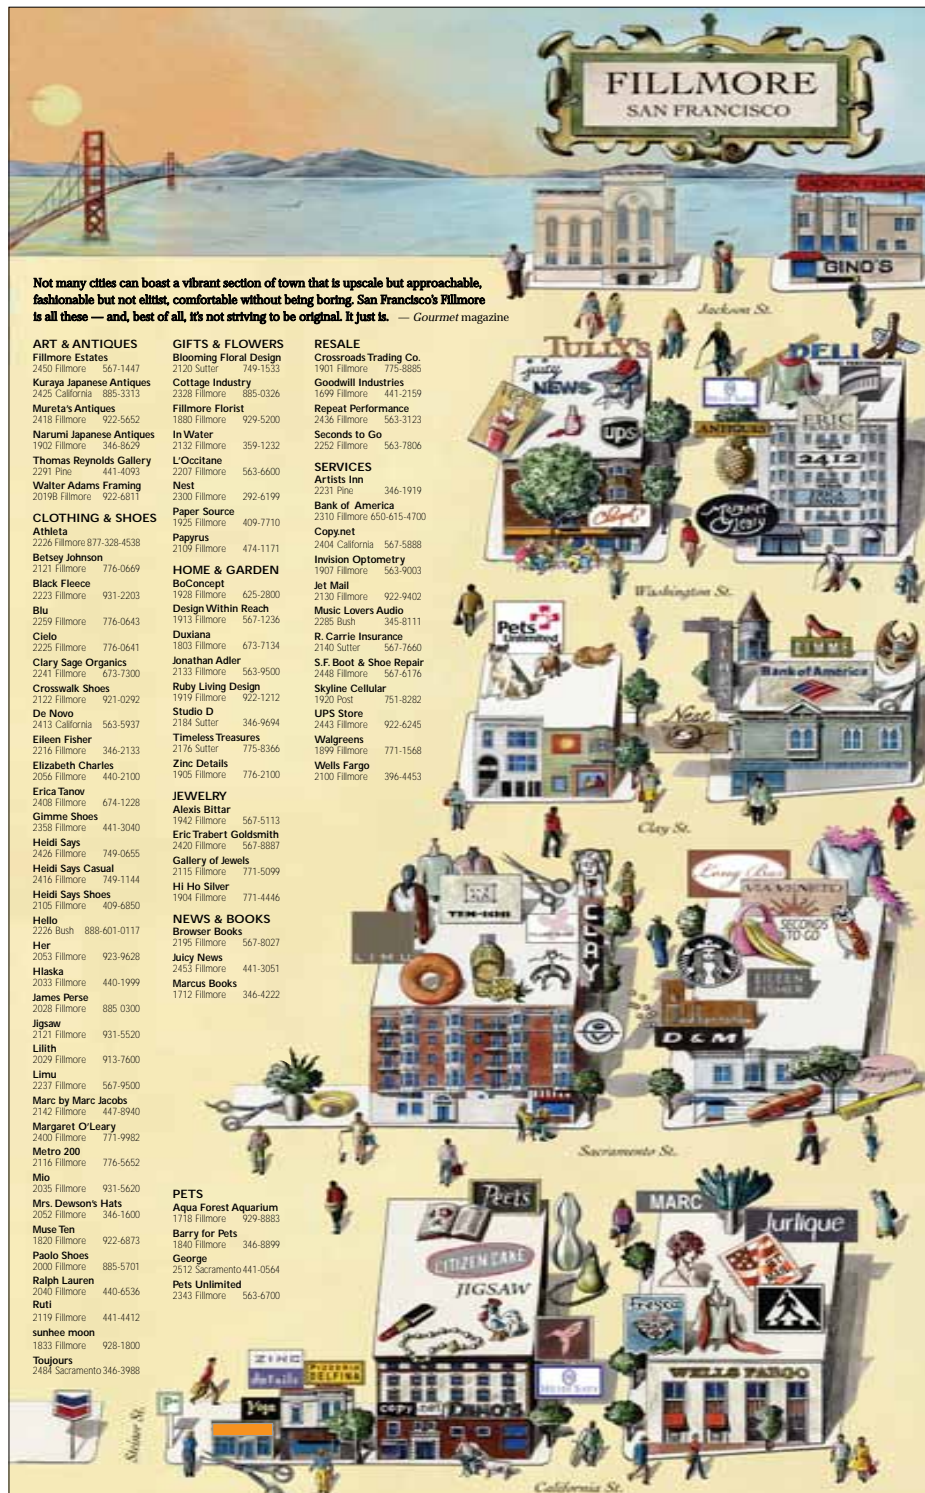 FILLMORE
SAN FRANCISCO
JACKSON FILLMORE
GINO'S
Jackson St.
Not many cities can boast a vibrant section of town that is upscale but approachable,
fashionable but not elitist, comfortable without being boring. San Francisco's Fillmore
is all these — and, best of all, it's not striving to be original. It just is. — Gourmet magazine
ART & ANTIQUES
Fillmore Estates
2450 Fillmore 567-1447
Kuraya Japanese Antiques
2425 California 885-3313
Mureta's Antiques
2418 Fillmore 922-5652
Narumi Japanese Antiques
1902 Fillmore 346-8629
Thomas Reynolds Gallery
2291 Pine 441-4093
Walter Adams Framing
2019B Fillmore 922-6811
CLOTHING & SHOES
Athleta
2226 Fillmore 877-328-4538
Betsey Johnson
2121 Fillmore 776-0669
Black Fleece
2223 Fillmore 931-2203
Blu
2259 Fillmore 776-0643
Cielo
2225 Fillmore 776-0641
Clary Sage Organics
2241 Fillmore 673-7300
Crosswalk Shoes
2122 Fillmore 921-0292
De Novo
2413 California 563-5937
Eileen Fisher
2216 Fillmore 346-2133
Elizabeth Charles
2056 Fillmore 440-2100
Erica Tanov
2408 Fillmore 674-1228
Gimme Shoes
2358 Fillmore 441-3040
Heidi Says
2426 Fillmore 749-0655
Heidi Says Casual
2416 Fillmore 749-1144
Heidi Says Shoes
2105 Fillmore 409-6850
Hello
2226 Bush 888-601-0117
Her
2053 Fillmore 923-9628
Hlaska
2033 Fillmore 440-1999
James Perse
2028 Fillmore 885 0300
Jigsaw
2121 Fillmore 931-5520
Lilith
2029 Fillmore 913-7600
Limu
2237 Fillmore 567-9500
Marc by Marc Jacobs
2142 Fillmore 447-8940
Margaret O'Leary
2400 Fillmore 771-9982
Metro 200
2116 Fillmore 776-5652
Mio
2035 Fillmore 931-5620
Mrs. Dewson's Hats
2052 Fillmore 346-1600
Muse Ten
1820 Fillmore 922-6873
Paolo Shoes
2000 Fillmore 885-5701
Ralph Lauren
2040 Fillmore 440-6536
Ruti
2119 Fillmore 441-4412
sunhee moon
1833 Fillmore 928-1800
Toujours
2484 Sacramento 346-3988
GIFTS & FLOWERS
Blooming Floral Design
2120 Sutter 749-1533
Cottage Industry
2328 Fillmore 885-0326
Fillmore Florist
1880 Fillmore 929-5200
In Water
2132 Fillmore 359-1232
L'Occitane
2207 Fillmore 563-6600
Nest
2300 Fillmore 292-6199
Paper Source
1925 Fillmore 409-7710
Papyrus
2109 Fillmore 474-1171
HOME & GARDEN
BoConcept
1928 Fillmore 625-2800
Design Within Reach
1913 Fillmore 567-1236
Duxiana
1803 Fillmore 673-7134
Jonathan Adler
2133 Fillmore 563-9500
Ruby Living Design
1919 Fillmore 922-1212
Studio D
2184 Sutter 346-9694
Timeless Treasures
2176 Sutter 775-8366
Zinc Details
1905 Fillmore 776-2100
JEWELRY
Alexis Bittar
1942 Fillmore 567-5113
Eric Trabert Goldsmith
2420 Fillmore 567-8887
Gallery of Jewels
2115 Fillmore 771-5099
Hi Ho Silver
1904 Fillmore 771-4446
NEWS & BOOKS
Browser Books
2195 Fillmore 567-8027
Juicy News
2453 Fillmore 441-3051
Marcus Books
1712 Fillmore 346-4222
PETS
Aqua Forest Aquarium
1718 Fillmore 929-8883
Barry for Pets
1840 Fillmore 346-8899
George
2512 Sacramento 441-0564
Pets Unlimited
2343 Fillmore 563-6700
RESALE
Crossroads Trading Co.
1901 Fillmore 775-8885
Goodwill Industries
1699 Fillmore 441-2159
Repeat Performance
2436 Fillmore 563-3123
Seconds to Go
2252 Fillmore 563-7806
SERVICES
Artists Inn
2231 Pine 346-1919
Bank of America
2310 Fillmore 650-615-4700
Copy.net
2404 California 567-5888
Invision Optometry
1907 Fillmore 563-9003
Jet Mail
2130 Fillmore 922-9402
Music Lovers Audio
2285 Bush 345-8111
R. Carrie Insurance
2140 Sutter 567-7660
S.F. Boot & Shoe Repair
2448 Fillmore 567-6176
Skyline Cellular
1920 Post 751-8282
UPS Store
2443 Fillmore 922-6245
Walgreens
1899 Fillmore 771-1568
Wells Fargo
2100 Fillmore 396-4453
TULLY'S
juicy
NEWS
ups
DELI
HEIDI SAYS
ANTIQUES
ERIC
2412
Margaret
O'Leary
Washington St.
Pets
Unlimited
GIMME
Bank of America
Nest
Clay St.
TEN-ICHI
LIMU
CLAY
Long Bar
VIA VENETO
SECONDS
TO GO
EILEEN
FISHER
D&M
Toujours
Sacramento St.
Peet's
CITIZEN CAKE
JIGSAW
MARC
Jurlique
Fresca
HEIDI SAYS
WELLS FARGO
ZINC
details
PIZZERIA
DELFINA
Yoga
copy net
DINO'S
Steiner St.
California St.